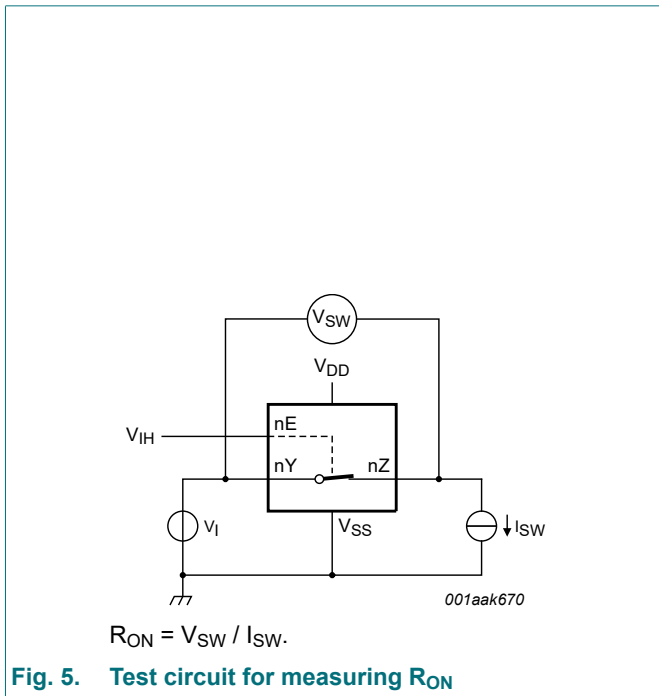 VSW
VDD
nE
VIH
nY nZ
VI
VSS
ISW
001aak670
RON = VSW / ISW.
Fig. 5. Test circuit for measuring RON